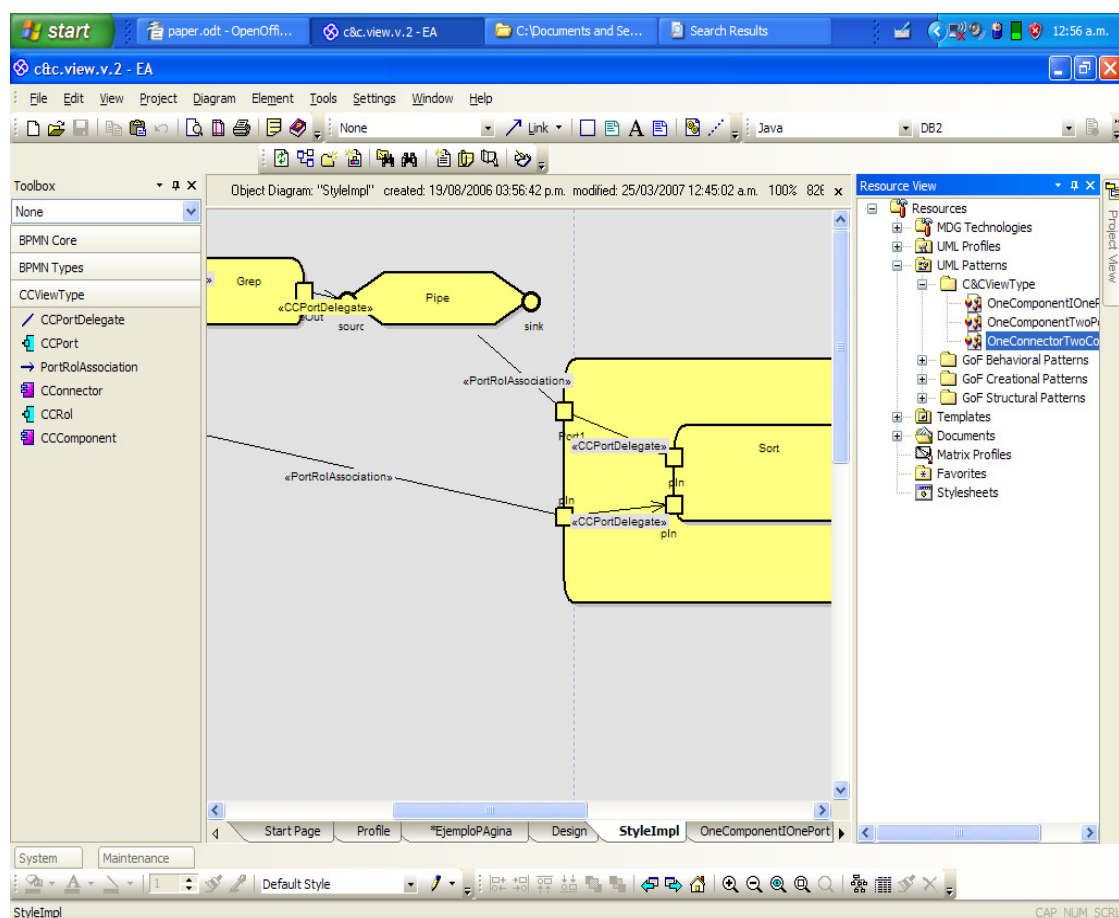 start
paper.odt - OpenOffi...
c&c.view.v.2 - EA
C:\Documents and Se...
Search Results
12:56 a.m.
c&c.view.v.2 - EA
File Edit View Project Diagram Element Tools Settings Window Help
None
Link
A
Java
DB2
Toolbox
None
BPMN Core
BPMN Types
CCViewType
CCPortDelegate
CCPort
PortRolAssociation
CConnector
CCRol
CCComponent
Object Diagram: "StyleImpl" created: 19/08/2006 03:56:42 p.m. modified: 25/03/2007 12:45:02 a.m. 100% 826
Grep
«CCPortDelegate»
pOut
sourc
Pipe
sink
«PortRolAssociation»
Port1
«CCPortDelegate»
Sort
pIn
«PortRolAssociation»
pIn
«CCPortDelegate»
pIn
Resource View
Resources
MDG Technologies
UML Profiles
UML Patterns
C&CViewType
OneComponentIOneP
OneComponentTwoPo
OneConnectorTwoCo
GoF Behavioral Patterns
GoF Creational Patterns
GoF Structural Patterns
Templates
Documents
Matrix Profiles
Favorites
Stylesheets
Project View
Start Page
Profile
*EjemploPAgina
Design
StyleImpl
OneComponentIOnePort
System
Maintenance
A
1
Default Style
StyleImpl
CAP NUM SCRL